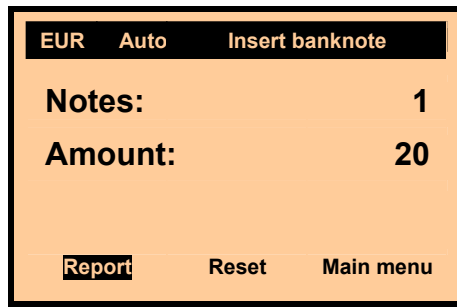 EUR Auto Insert banknote
Notes: 1
Amount: 20
Report Reset Main menu